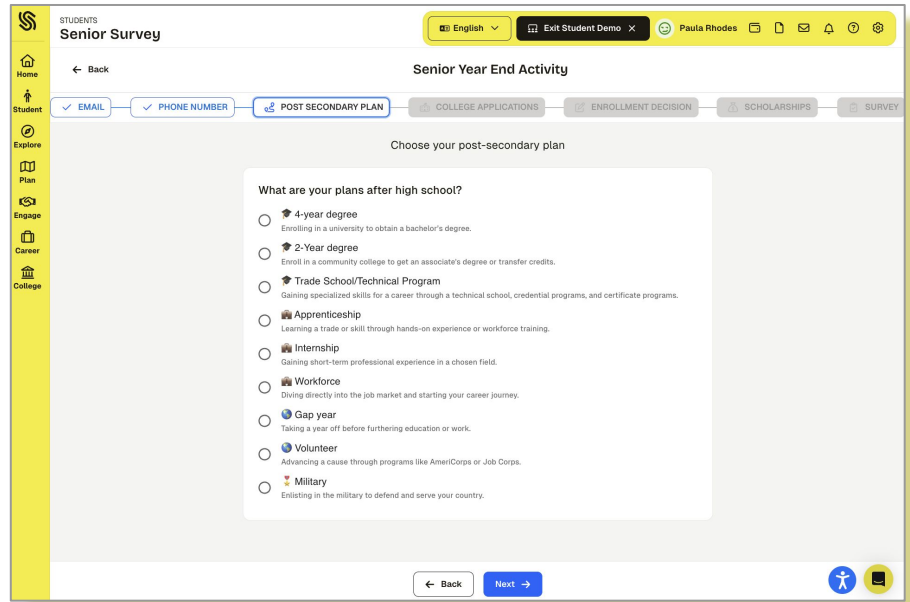 STUDENTS
Senior Survey
English
Exit Student Demo ×
Paula Rhodes
Home
Student
Explore
Plan
Engage
Career
College
← Back
Senior Year End Activity
EMAIL
PHONE NUMBER
POST SECONDARY PLAN
COLLEGE APPLICATIONS
ENROLLMENT DECISION
SCHOLARSHIPS
SURVEY
Choose your post-secondary plan
What are your plans after high school?
4-year degree
Enrolling in a university to obtain a bachelor's degree.
2-Year degree
Enroll in a community college to get an associate's degree or transfer credits.
Trade School/Technical Program
Gaining specialized skills for a career through a technical school, credential programs, and certificate programs.
Apprenticeship
Learning a trade or skill through hands-on experience or workforce training.
Internship
Gaining short-term professional experience in a chosen field.
Workforce
Diving directly into the job market and starting your career journey.
Gap year
Taking a year off before furthering education or work.
Volunteer
Advancing a cause through programs like AmeriCorps or Job Corps.
Military
Enlisting in the military to defend and serve your country.
← Back
Next →